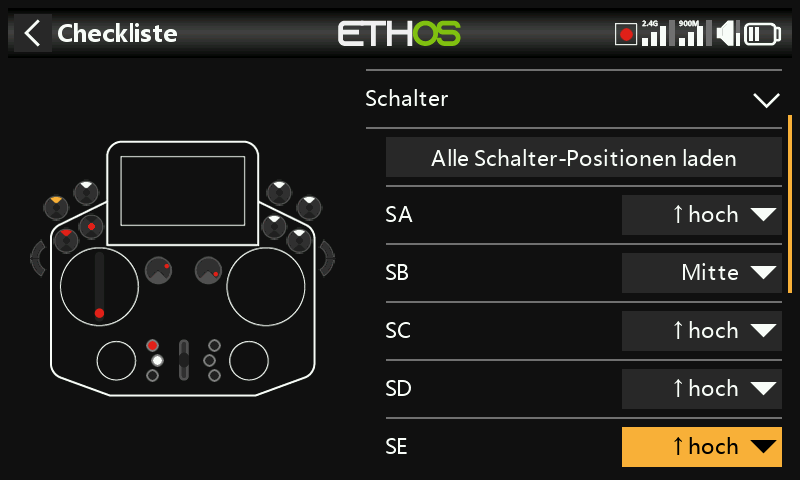 Checkliste
ETHOS
2.4G
900M
Schalter
Alle Schalter-Positionen laden
SA
↑hoch
SB
Mitte
SC
↑hoch
SD
↑hoch
SE
↑hoch